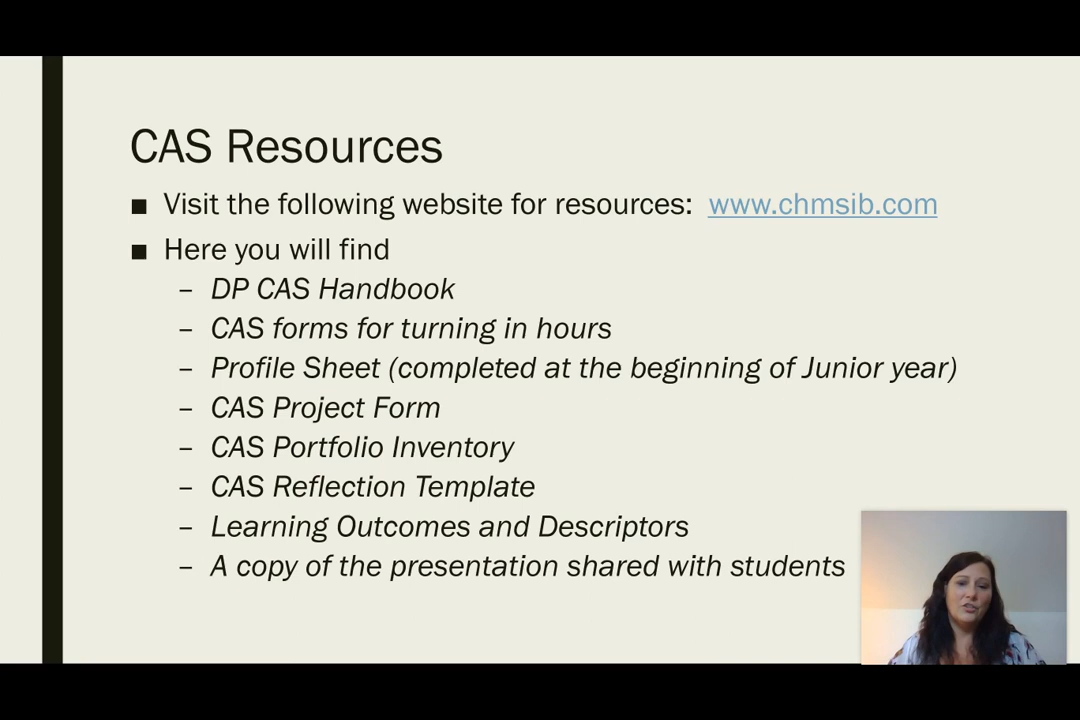 CAS Resources
■ Visit the following website for resources: www.chmsib.com
■ Here you will find
– DP CAS Handbook
– CAS forms for turning in hours
– Profile Sheet (completed at the beginning of Junior year)
– CAS Project Form
– CAS Portfolio Inventory
– CAS Reflection Template
– Learning Outcomes and Descriptors
– A copy of the presentation shared with students